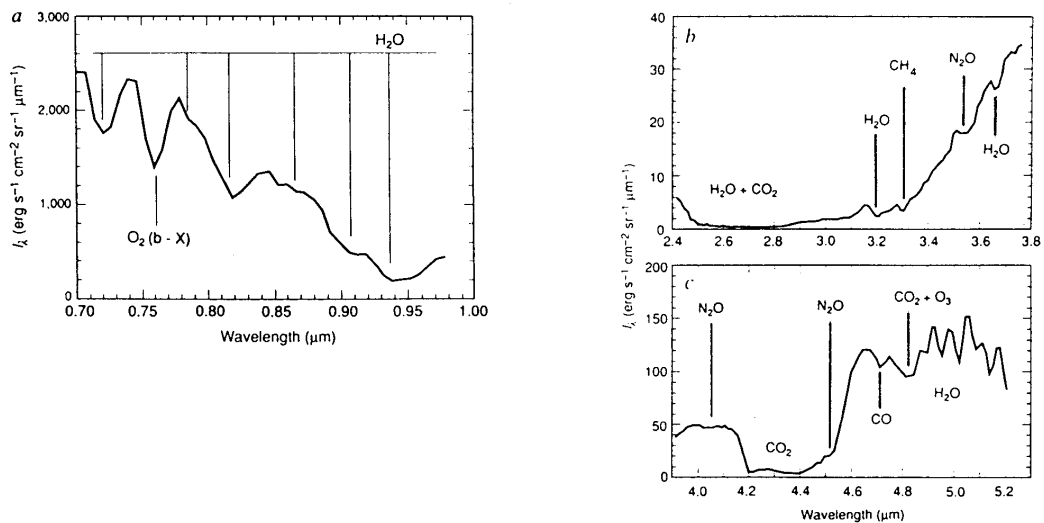 a
3,000
2,000
1,000
0
I_λ (erg s⁻¹ cm⁻² sr⁻¹ μm⁻¹)
H₂O
O₂ (b - X)
0.70 0.75 0.80 0.85 0.90 0.95 1.00
Wavelength (μm)
b
40
30
20
10
0
H₂O + CO₂
H₂O
CH₄
N₂O
H₂O
2.4 2.6 2.8 3.0 3.2 3.4 3.6 3.8
I_λ (erg s⁻¹ cm⁻² sr⁻¹ μm⁻¹)
c
200
150
100
50
0
N₂O
CO₂
N₂O
CO
CO₂ + O₃
H₂O
4.0 4.2 4.4 4.6 4.8 5.0 5.2
Wavelength (μm)